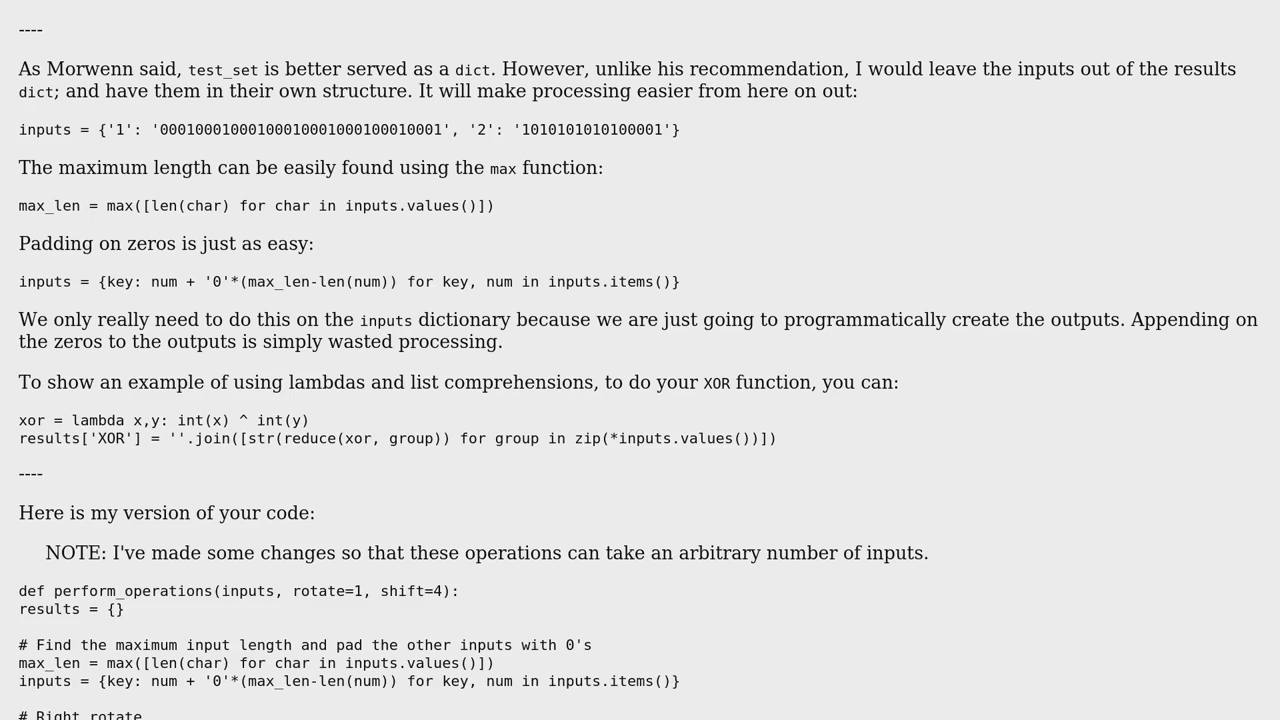 ----
As Morwenn said, test_set is better served as a dict. However, unlike his recommendation, I would leave the inputs out of the results
dict; and have them in their own structure. It will make processing easier from here on out:
inputs = {'1': '00010001000100010001000100010001', '2': '1010101010100001'}
The maximum length can be easily found using the max function:
max_len = max([len(char) for char in inputs.values()])
Padding on zeros is just as easy:
inputs = {key: num + '0'*(max_len-len(num)) for key, num in inputs.items()}
We only really need to do this on the inputs dictionary because we are just going to programmatically create the outputs. Appending on
the zeros to the outputs is simply wasted processing.
To show an example of using lambdas and list comprehensions, to do your XOR function, you can:
xor = lambda x,y: int(x) ^ int(y)
results['XOR'] = ''.join([str(reduce(xor, group)) for group in zip(*inputs.values())])
----
Here is my version of your code:
NOTE: I've made some changes so that these operations can take an arbitrary number of inputs.
def perform_operations(inputs, rotate=1, shift=4):
results = {}
# Find the maximum input length and pad the other inputs with 0's
max_len = max([len(char) for char in inputs.values()])
inputs = {key: num + '0'*(max_len-len(num)) for key, num in inputs.items()}
# Right rotate